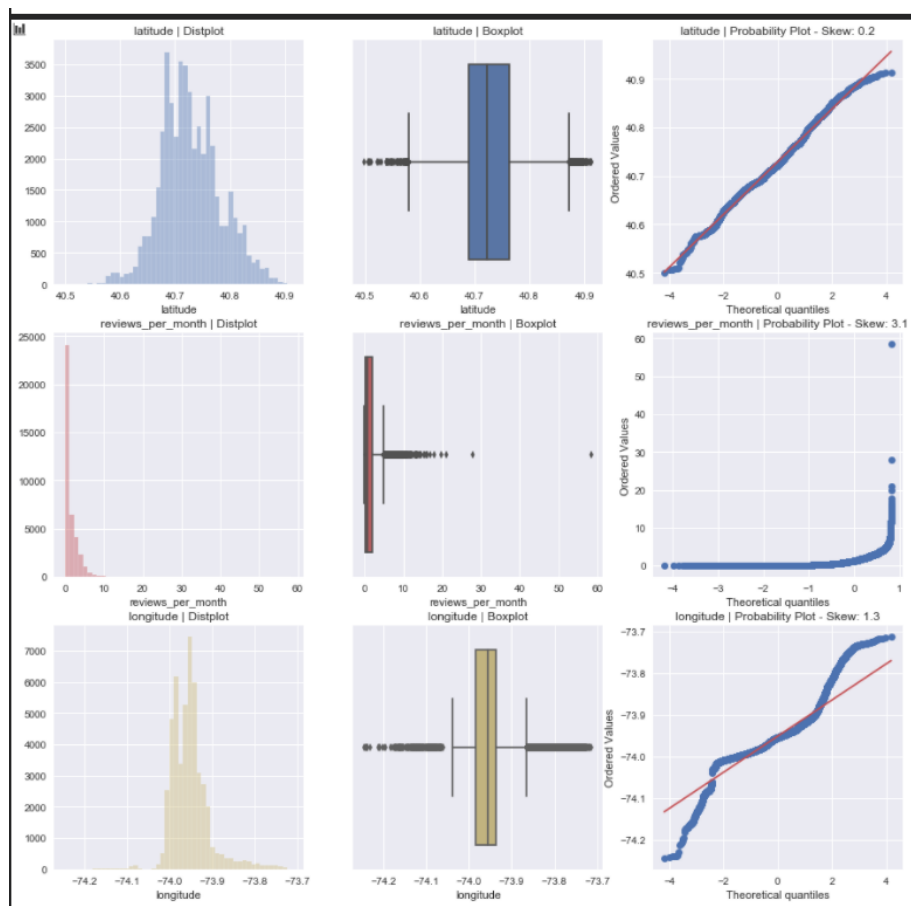 latitude | Distplot
3500
3000
2500
2000
1500
1000
500
0
40.5 40.6 40.7 40.8 40.9
latitude
latitude | Boxplot
40.5 40.6 40.7 40.8 40.9
latitude
latitude | Probability Plot - Skew: 0.2
Ordered Values
40.9
40.8
40.7
40.6
40.5
−4 −2 0 2 4
Theoretical quantiles
reviews_per_month | Distplot
25000
20000
15000
10000
5000
0
0 10 20 30 40 50 60
reviews_per_month
reviews_per_month | Boxplot
0 10 20 30 40 50 60
reviews_per_month
reviews_per_month | Probability Plot - Skew: 3.1
Ordered Values
60
50
40
30
20
10
0
−4 −3 −2 −1 0 1
Theoretical quantiles
longitude | Distplot
7000
6000
5000
4000
3000
2000
1000
0
−74.2 −74.1 −74.0 −73.9 −73.8 −73.7
longitude
longitude | Boxplot
−74.2 −74.1 −74.0 −73.9 −73.8 −73.7
longitude
longitude | Probability Plot - Skew: 1.3
Ordered Values
−73.7
−73.8
−73.9
−74.0
−74.1
−74.2
−4 −2 0 2 4
Theoretical quantiles